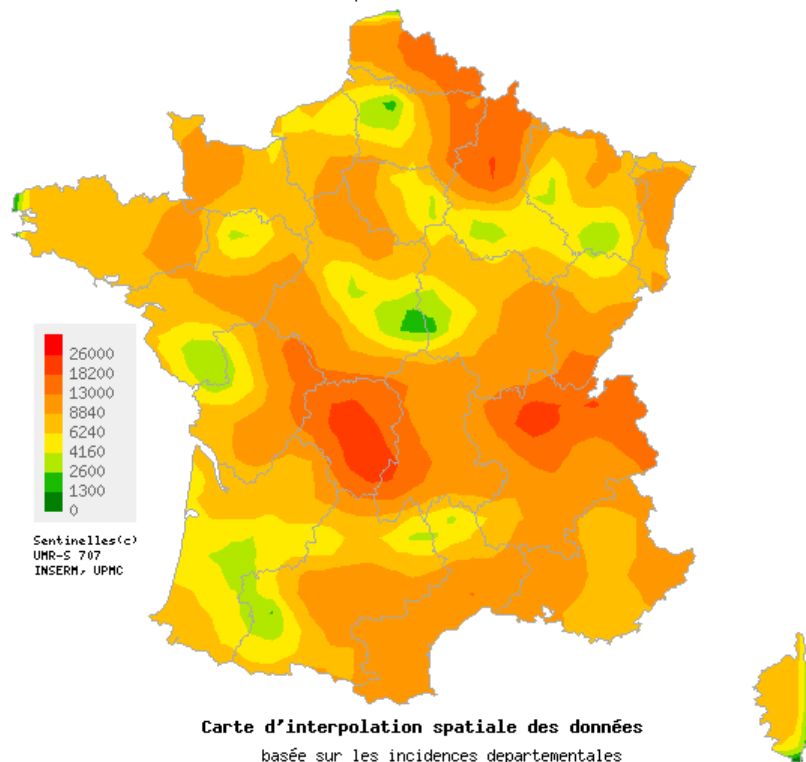 26000
18200
13000
8840
6240
4160
2600
1300
0
Sentinelles(c)
UMR-S 707
INSERM, UPMC
Carte d'interpolation spatiale des données
basée sur les incidences departementales